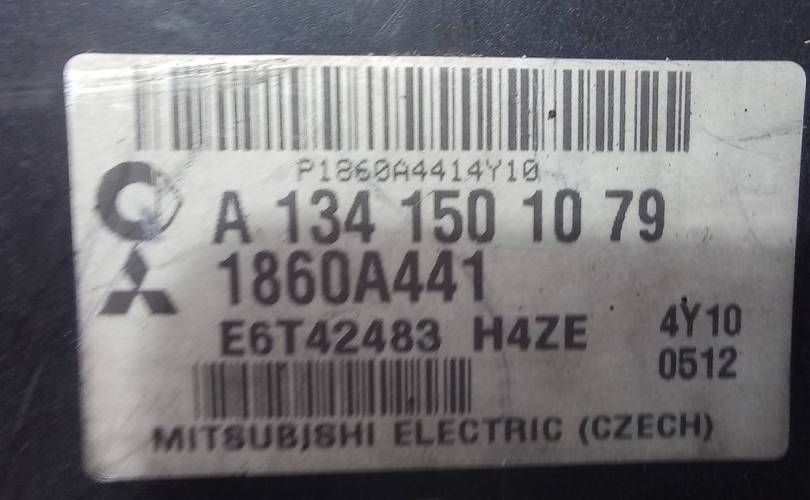 P1860A4414Y10
A 134 150 10 79
1860A441
E6T42483 H4ZE 4Y10
0512
MITSUBISHI ELECTRIC (CZECH)